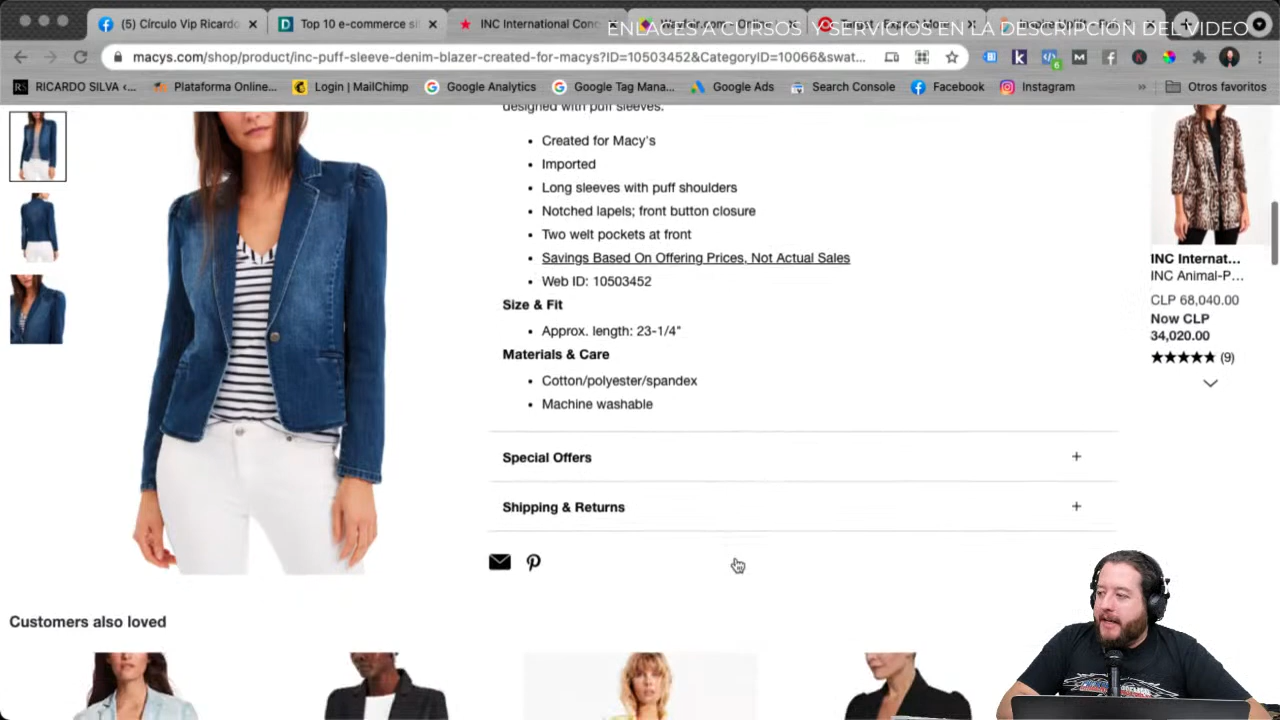 (5) Círculo Vip Ricardo
Top 10 e-commerce si
INC International Conc
ENLACES A CURSOS Y SERVICIOS EN LA DESCRIPCIÓN DEL VIDEO
macys.com/shop/product/inc-puff-sleeve-denim-blazer-created-for-macys?ID=10503452&CategoryID=10066&swat...
RICARDO SILVA ‹...
Plataforma Online...
Login | MailChimp
Google Analytics
Google Tag Mana...
Google Ads
Search Console
Facebook
Instagram
»
Otros favoritos
designed with puff sleeves.
• Created for Macy's
• Imported
• Long sleeves with puff shoulders
• Notched lapels; front button closure
• Two welt pockets at front
• Savings Based On Offering Prices, Not Actual Sales
• Web ID: 10503452
Size & Fit
• Approx. length: 23-1/4"
Materials & Care
• Cotton/polyester/spandex
• Machine washable
Special Offers +
Shipping & Returns +
INC Internat...
INC Animal-P...
CLP 68,040.00
Now CLP
34,020.00
(9)
Customers also loved